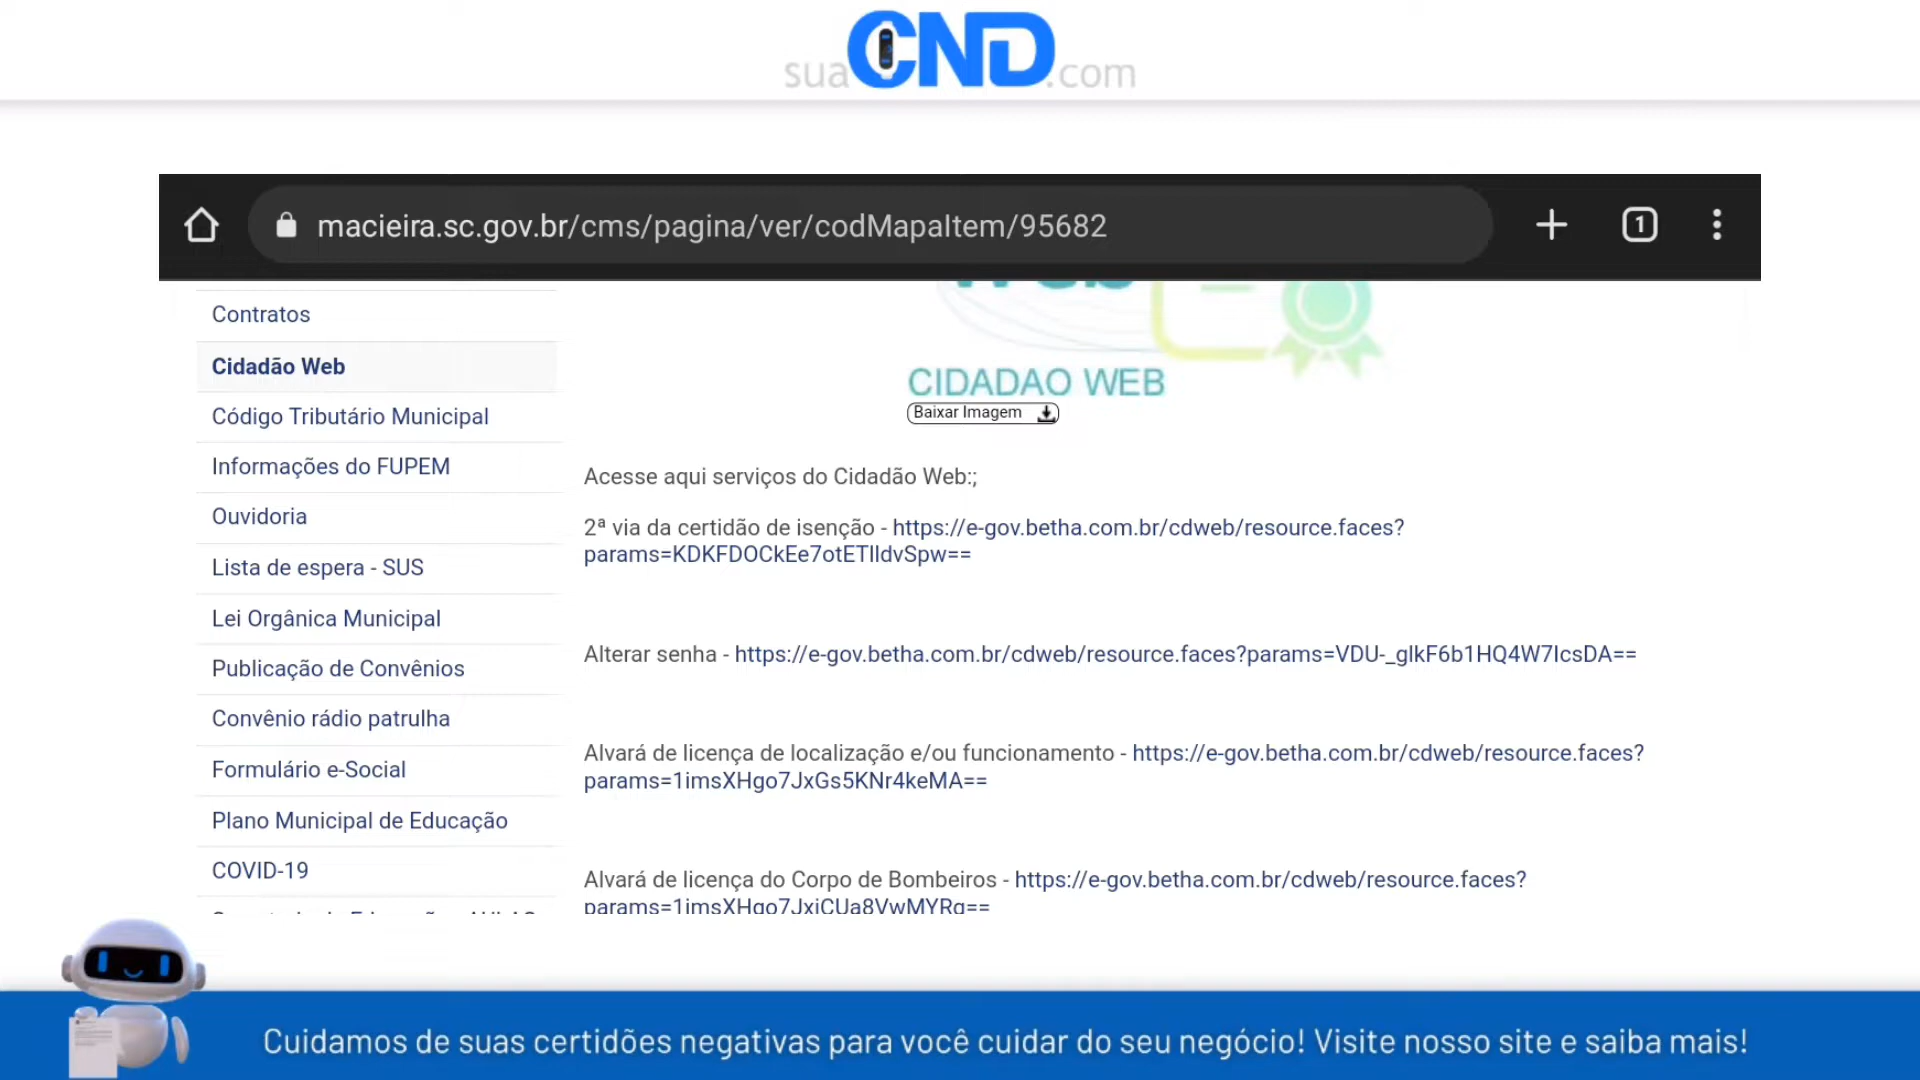 suaCND.com
macieira.sc.gov.br/cms/pagina/ver/codMapaItem/95682
1
Contratos
Cidadão Web
Código Tributário Municipal
Informações do FUPEM
Ouvidoria
Lista de espera - SUS
Lei Orgânica Municipal
Publicação de Convênios
Convênio rádio patrulha
Formulário e-Social
Plano Municipal de Educação
COVID-19
CIDADAO WEB
Baixar Imagem
Acesse aqui serviços do Cidadão Web:;
2ª via da certidão de isenção - https://e-gov.betha.com.br/cdweb/resource.faces?
params=KDKFDOCkEe7otETIldvSpw==
Alterar senha - https://e-gov.betha.com.br/cdweb/resource.faces?params=VDU-_glkF6b1HQ4W7IcsDA==
Alvará de licença de localização e/ou funcionamento - https://e-gov.betha.com.br/cdweb/resource.faces?
params=1imsXHgo7JxGs5KNr4keMA==
Alvará de licença do Corpo de Bombeiros - https://e-gov.betha.com.br/cdweb/resource.faces?
params=1imsXHgo7JxiCUa8VwMYRg==
Cuidamos de suas certidões negativas para você cuidar do seu negócio! Visite nosso site e saiba mais!